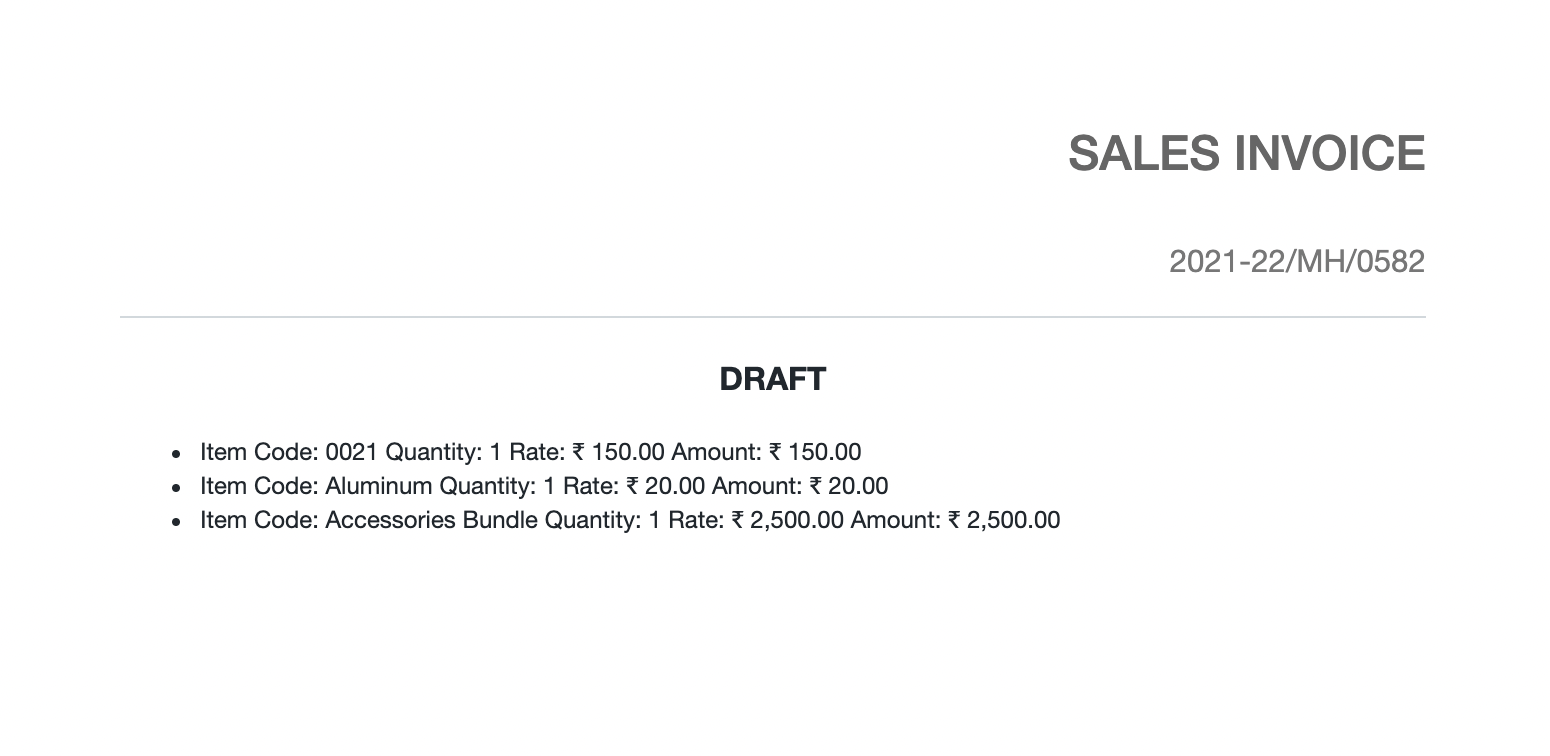 SALES INVOICE
2021-22/MH/0582
DRAFT
• Item Code: 0021 Quantity: 1 Rate: ₹ 150.00 Amount: ₹ 150.00
• Item Code: Aluminum Quantity: 1 Rate: ₹ 20.00 Amount: ₹ 20.00
• Item Code: Accessories Bundle Quantity: 1 Rate: ₹ 2,500.00 Amount: ₹ 2,500.00